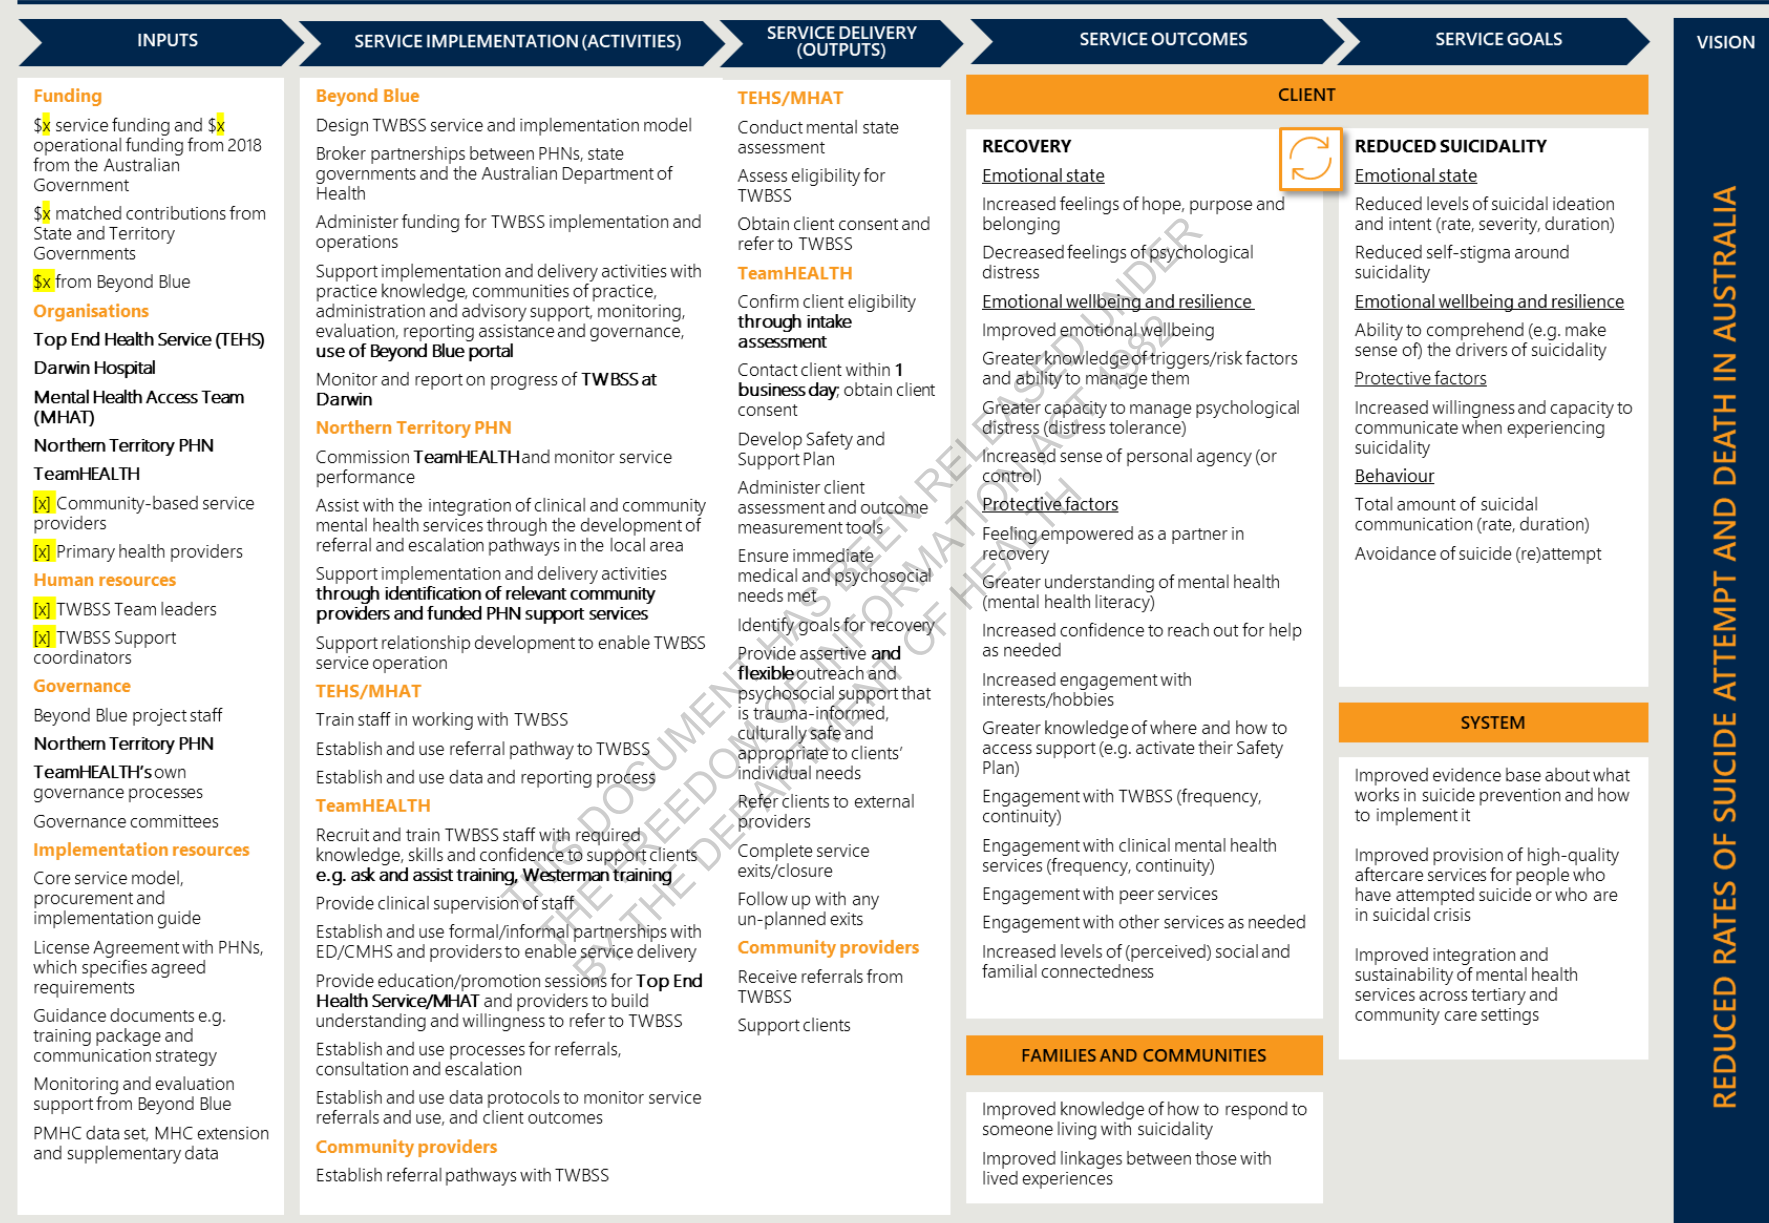 INPUTS
SERVICE IMPLEMENTATION (ACTIVITIES)
SERVICE DELIVERY
(OUTPUTS)
SERVICE OUTCOMES
SERVICE GOALS
VISION
Funding
$x service funding and $x
operational funding from 2018
from the Australian
Government
$x matched contributions from
State and Territory
Governments
$x from Beyond Blue
Organisations
Top End Health Service (TEHS)
Darwin Hospital
Mental Health Access Team
(MHAT)
Northern Territory PHN
TeamHEALTH
[x] Community-based service
providers
[x] Primary health providers
Human resources
[x] TWBSS Team leaders
[x] TWBSS Support
coordinators
Governance
Beyond Blue project staff
Northern Territory PHN
TeamHEALTH's own
governance processes
Governance committees
Implementation resources
Core service model,
procurement and
implementation guide
License Agreement with PHNs,
which specifies agreed
requirements
Guidance documents e.g.
training package and
communication strategy
Monitoring and evaluation
support from Beyond Blue
PMHC data set, MHC extension
and supplementary data
Beyond Blue
Design TWBSS service and implementation model
Broker partnerships between PHNs, state
governments and the Australian Department of
Health
Administer funding for TWBSS implementation and
operations
Support implementation and delivery activities with
practice knowledge, communities of practice,
administration and advisory support, monitoring,
evaluation, reporting assistance and governance,
use of Beyond Blue portal
Monitor and report on progress of TWBSS at
Darwin
Northern Territory PHN
Commission TeamHEALTH and monitor service
performance
Assist with the integration of clinical and community
mental health services through the development of
referral and escalation pathways in the local area
Support implementation and delivery activities
through identification of relevant community
providers and funded PHN support services
Support relationship development to enable TWBSS
service operation
TEHS/MHAT
Train staff in working with TWBSS
Establish and use referral pathway to TWBSS
Establish and use data and reporting process
TeamHEALTH
Recruit and train TWBSS staff with required
knowledge, skills and confidence to support clients
e.g. ask and assist training, Westerman training
Provide clinical supervision of staff
Establish and use formal/informal partnerships with
ED/CMHS and providers to enable service delivery
Provide education/promotion sessions for Top End
Health Service/MHAT and providers to build
understanding and willingness to refer to TWBSS
Establish and use processes for referrals,
consultation and escalation
Establish and use data protocols to monitor service
referrals and use, and client outcomes
Community providers
Establish referral pathways with TWBSS
TEHS/MHAT
Conduct mental state
assessment
Assess eligibility for
TWBSS
Obtain client consent and
refer to TWBSS
TeamHEALTH
Confirm client eligibility
through intake
assessment
Contact client within 1
business day; obtain client
consent
Develop Safety and
Support Plan
Administer client
assessment and outcome
measurement tools
Ensure immediate
medical and psychosocial
needs met
Identify goals for recovery
Provide assertive and
flexible outreach and
psychosocial support that
is trauma-informed,
culturally safe and
appropriate to clients'
individual needs
Refer clients to external
providers
Complete service
exits/closure
Follow up with any
un-planned exits
Community providers
Receive referrals from
TWBSS
Support clients
CLIENT
RECOVERY
Emotional state
Increased feelings of hope, purpose and
belonging
Decreased feelings of psychological
distress
Emotional wellbeing and resilience
Improved emotional wellbeing
Greater knowledge of triggers/risk factors
and ability to manage them
Greater capacity to manage psychological
distress (distress tolerance)
Increased sense of personal agency (or
control)
Protective factors
Feeling empowered as a partner in
recovery
Greater understanding of mental health
(mental health literacy)
Increased confidence to reach out for help
as needed
Increased engagement with
interests/hobbies
Greater knowledge of where and how to
access support (e.g. activate their Safety
Plan)
Engagement with TWBSS (frequency,
continuity)
Engagement with clinical mental health
services (frequency, continuity)
Engagement with peer services
Engagement with other services as needed
Increased levels of (perceived) social and
familial connectedness
FAMILIES AND COMMUNITIES
Improved knowledge of how to respond to
someone living with suicidality
Improved linkages between those with
lived experiences
REDUCED SUICIDALITY
Emotional state
Reduced levels of suicidal ideation
and intent (rate, severity, duration)
Reduced self-stigma around
suicidality
Emotional wellbeing and resilience
Ability to comprehend (e.g. make
sense of) the drivers of suicidality
Protective factors
Increased willingness and capacity to
communicate when experiencing
suicidality
Behaviour
Total amount of suicidal
communication (rate, duration)
Avoidance of suicide (re)attempt
SYSTEM
Improved evidence base about what
works in suicide prevention and how
to implement it
Improved provision of high-quality
aftercare services for people who
have attempted suicide or who are
in suicidal crisis
Improved integration and
sustainability of mental health
services across tertiary and
community care settings
REDUCED RATES OF SUICIDE ATTEMPT AND DEATH IN AUSTRALIA
THIS DOCUMENT HAS BEEN RELEASED UNDER
THE FREEDOM OF INFORMATION ACT 1982
BY THE DEPARTMENT OF HEALTH